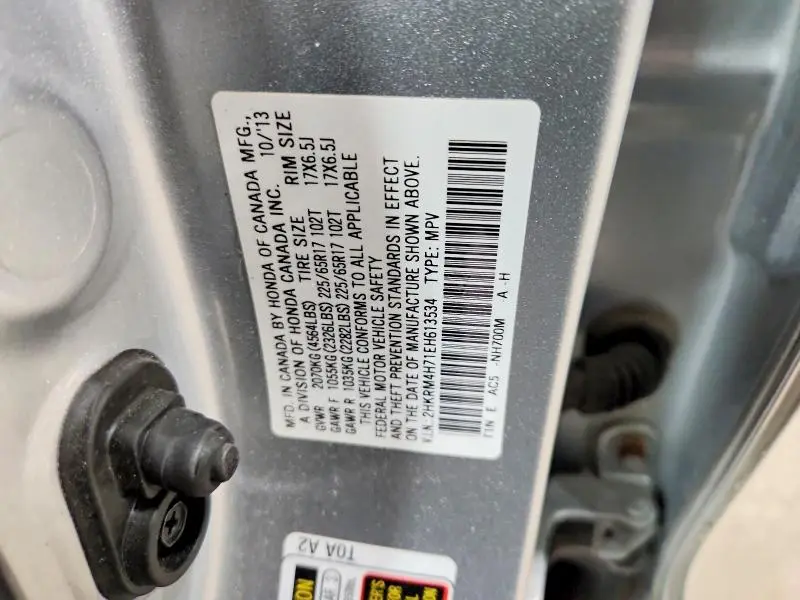 MFD. IN CANADA BY HONDA OF CANADA MFG.,
A DIVISION OF HONDA CANADA INC. 10/'13
TIRE SIZE RIM SIZE
GVWR 2070KG (4564LBS)
GAWR F 1055KG (2326LBS) 225/65R17 102T 17X6.5J
GAWR R 1035KG (2282LBS) 225/65R17 102T 17X6.5J
THIS VEHICLE CONFORMS TO ALL APPLICABLE
FEDERAL MOTOR VEHICLE SAFETY
AND THEFT PREVENTION STANDARDS IN EFFECT
ON THE DATE OF MANUFACTURE SHOWN ABOVE.
V.I.N.: 2HKRM4H71EH613534 TYPE: MPV
AC5 -NH700M A -H
TOA A2